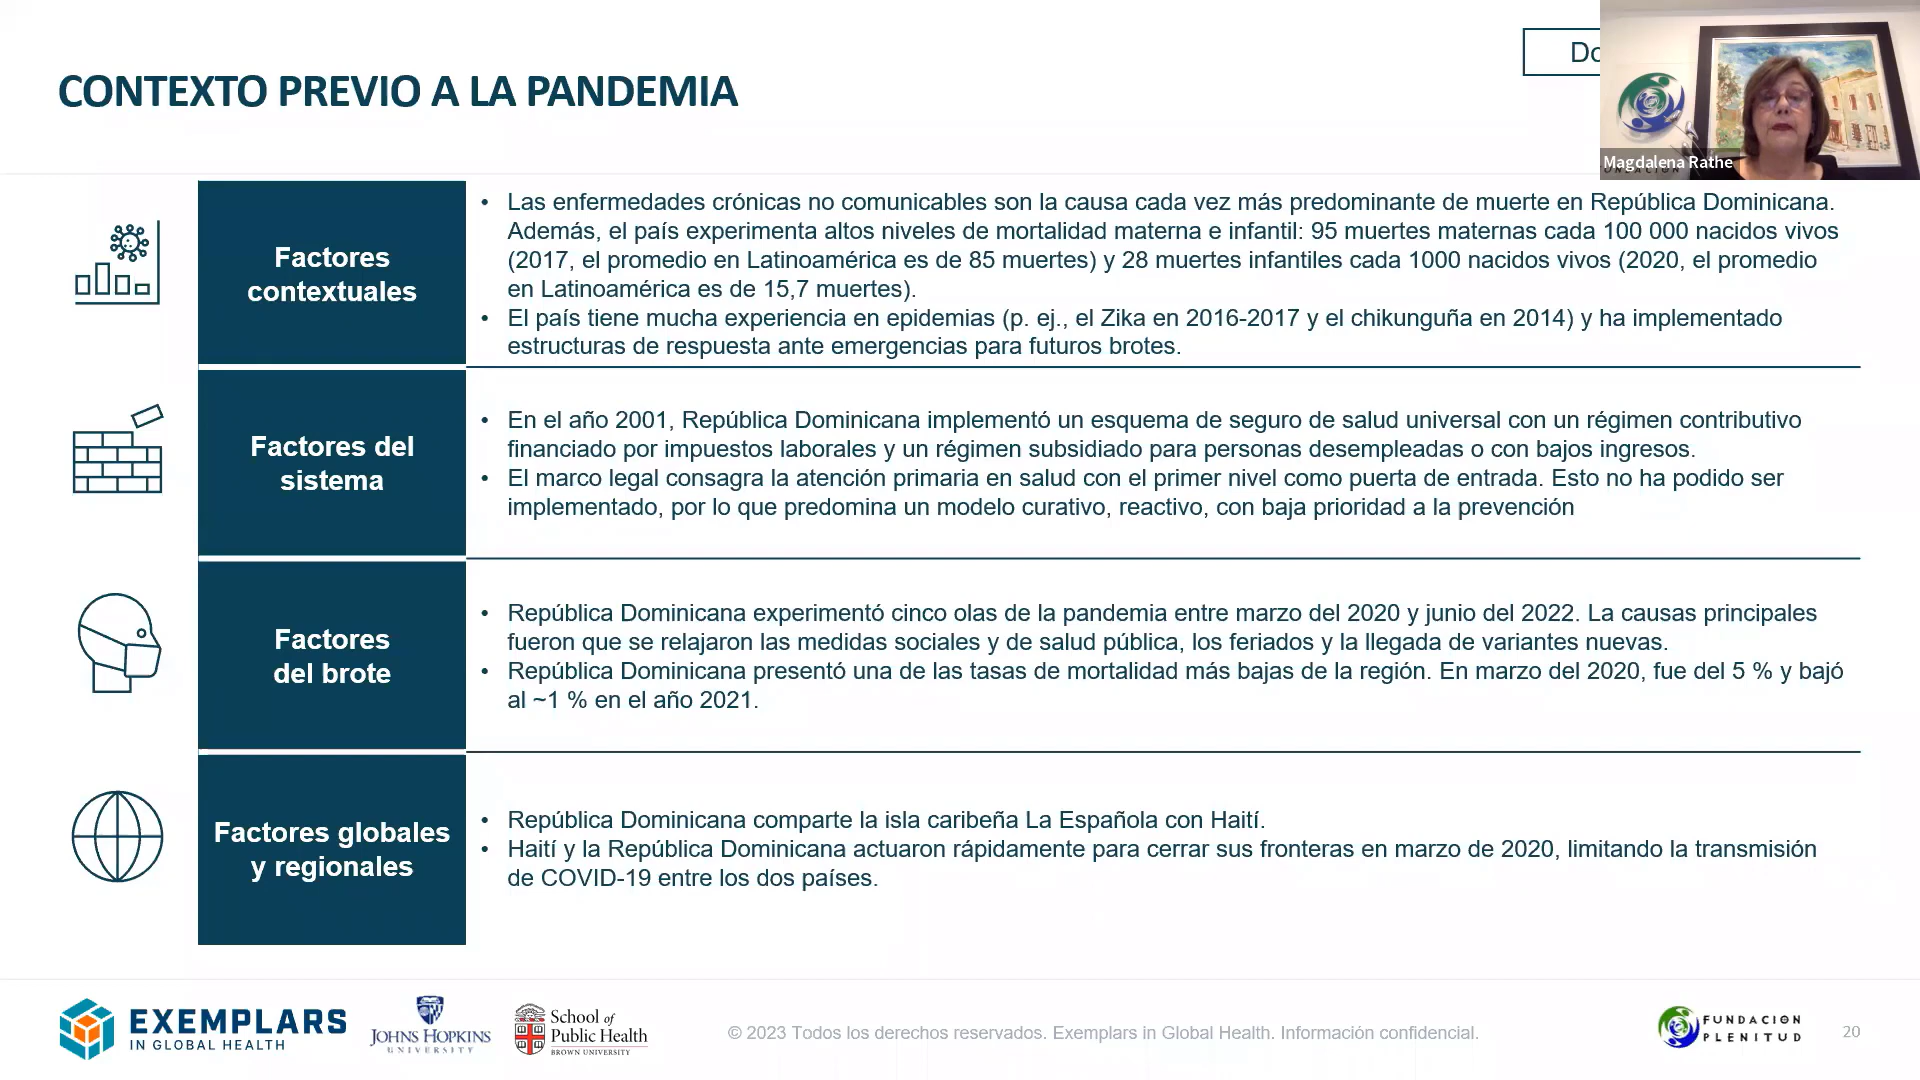 CONTEXTO PREVIO A LA PANDEMIA
Magdalena Rathe
Factores
contextuales
• Las enfermedades crónicas no comunicables son la causa cada vez más predominante de muerte en República Dominicana.
Además, el país experimenta altos niveles de mortalidad materna e infantil: 95 muertes maternas cada 100 000 nacidos vivos
(2017, el promedio en Latinoamérica es de 85 muertes) y 28 muertes infantiles cada 1000 nacidos vivos (2020, el promedio
en Latinoamérica es de 15,7 muertes).
• El país tiene mucha experiencia en epidemias (p. ej., el Zika en 2016-2017 y el chikunguña en 2014) y ha implementado
estructuras de respuesta ante emergencias para futuros brotes.
Factores del
sistema
• En el año 2001, República Dominicana implementó un esquema de seguro de salud universal con un régimen contributivo
financiado por impuestos laborales y un régimen subsidiado para personas desempleadas o con bajos ingresos.
• El marco legal consagra la atención primaria en salud con el primer nivel como puerta de entrada. Esto no ha podido ser
implementado, por lo que predomina un modelo curativo, reactivo, con baja prioridad a la prevención
Factores
del brote
• República Dominicana experimentó cinco olas de la pandemia entre marzo del 2020 y junio del 2022. La causas principales
fueron que se relajaron las medidas sociales y de salud pública, los feriados y la llegada de variantes nuevas.
• República Dominicana presentó una de las tasas de mortalidad más bajas de la región. En marzo del 2020, fue del 5 % y bajó
al ~1 % en el año 2021.
Factores globales
y regionales
• República Dominicana comparte la isla caribeña La Española con Haití.
• Haití y la República Dominicana actuaron rápidamente para cerrar sus fronteras en marzo de 2020, limitando la transmisión
de COVID-19 entre los dos países.
EXEMPLARS
IN GLOBAL HEALTH
JOHNS HOPKINS
UNIVERSITY
School of
Public Health
BROWN UNIVERSITY
© 2023 Todos los derechos reservados. Exemplars in Global Health. Información confidencial.
FUNDACIÓN
PLENITUD
20